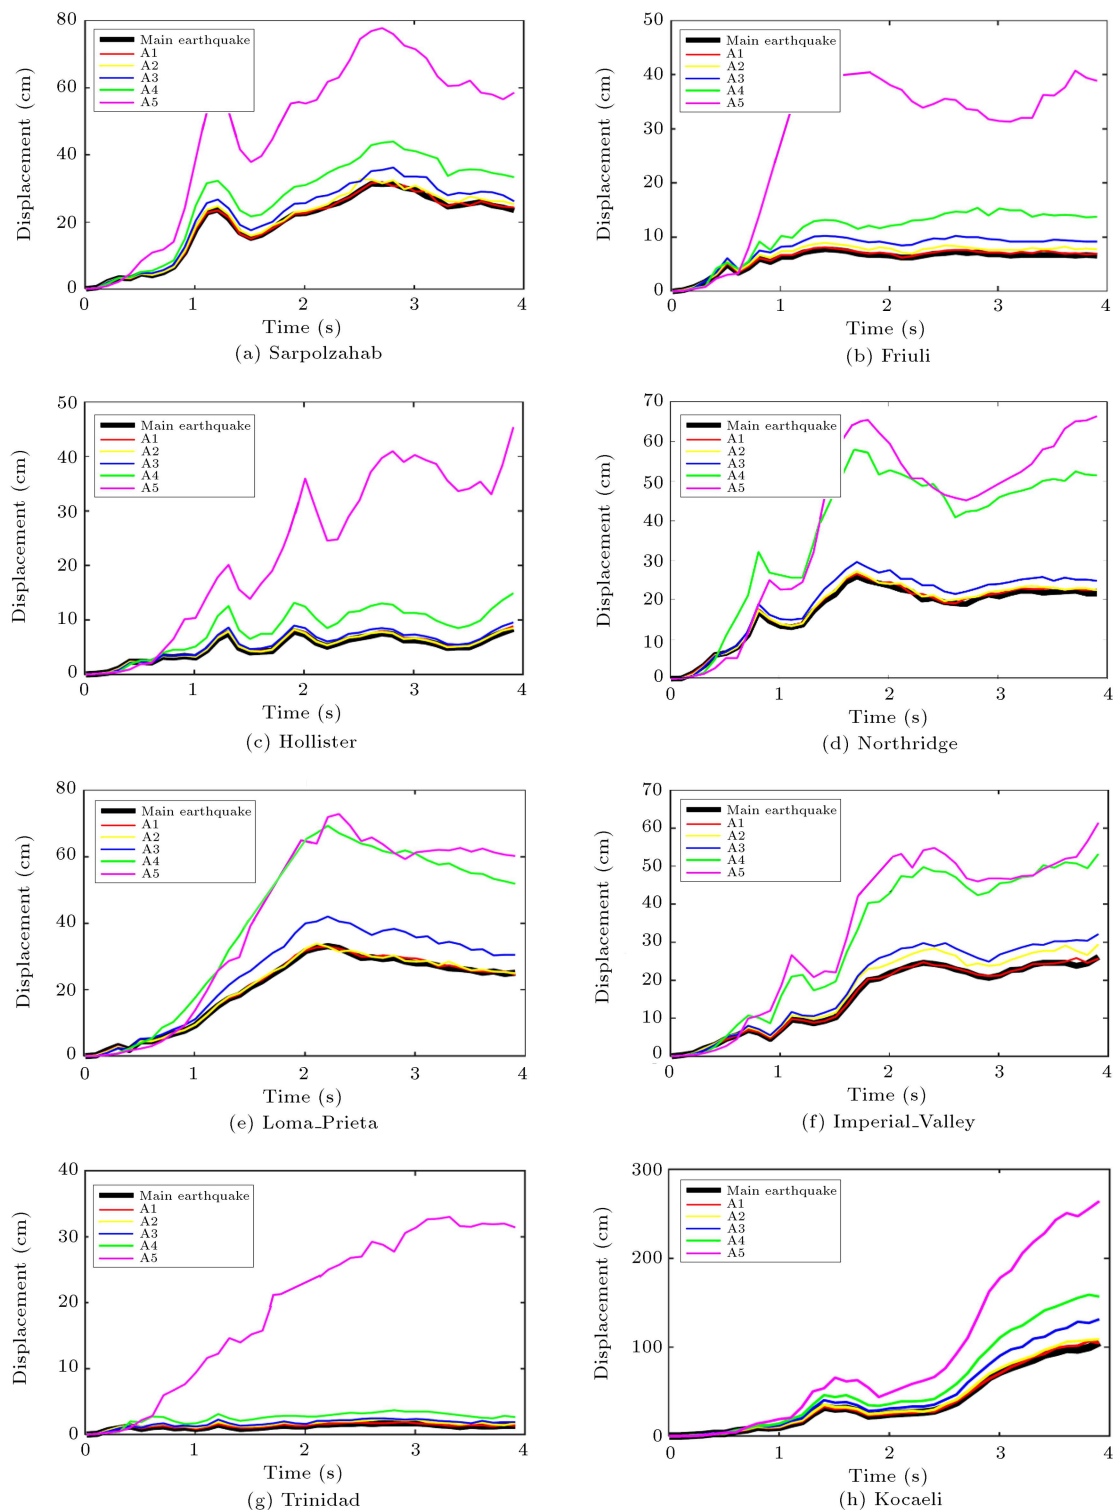 80
60
40
20
0
Displacement (cm)
Main earthquake
A1
A2
A3
A4
A5
0 1 2 3 4
Time (s)
(a) Sarpolzahab
50
40
30
20
10
0
Displacement (cm)
Main earthquake
A1
A2
A3
A4
A5
0 1 2 3 4
Time (s)
(b) Friuli
50
40
30
20
10
0
Displacement (cm)
Main earthquake
A1
A2
A3
A4
A5
0 1 2 3 4
Time (s)
(c) Hollister
70
60
50
40
30
20
10
0
Displacement (cm)
Main earthquake
A1
A2
A3
A4
A5
0 1 2 3 4
Time (s)
(d) Northridge
80
60
40
20
0
Displacement (cm)
Main earthquake
A1
A2
A3
A4
A5
0 1 2 3 4
Time (s)
(e) Loma_Prieta
70
60
50
40
30
20
10
0
Displacement (cm)
Main earthquake
A1
A2
A3
A4
A5
0 1 2 3 4
Time (s)
(f) Imperial_Valley
40
30
20
10
0
Displacement (cm)
Main earthquake
A1
A2
A3
A4
A5
0 1 2 3 4
Time (s)
(g) Trinidad
300
200
100
0
Displacement (cm)
Main earthquake
A1
A2
A3
A4
A5
0 1 2 3 4
Time (s)
(h) Kocaeli